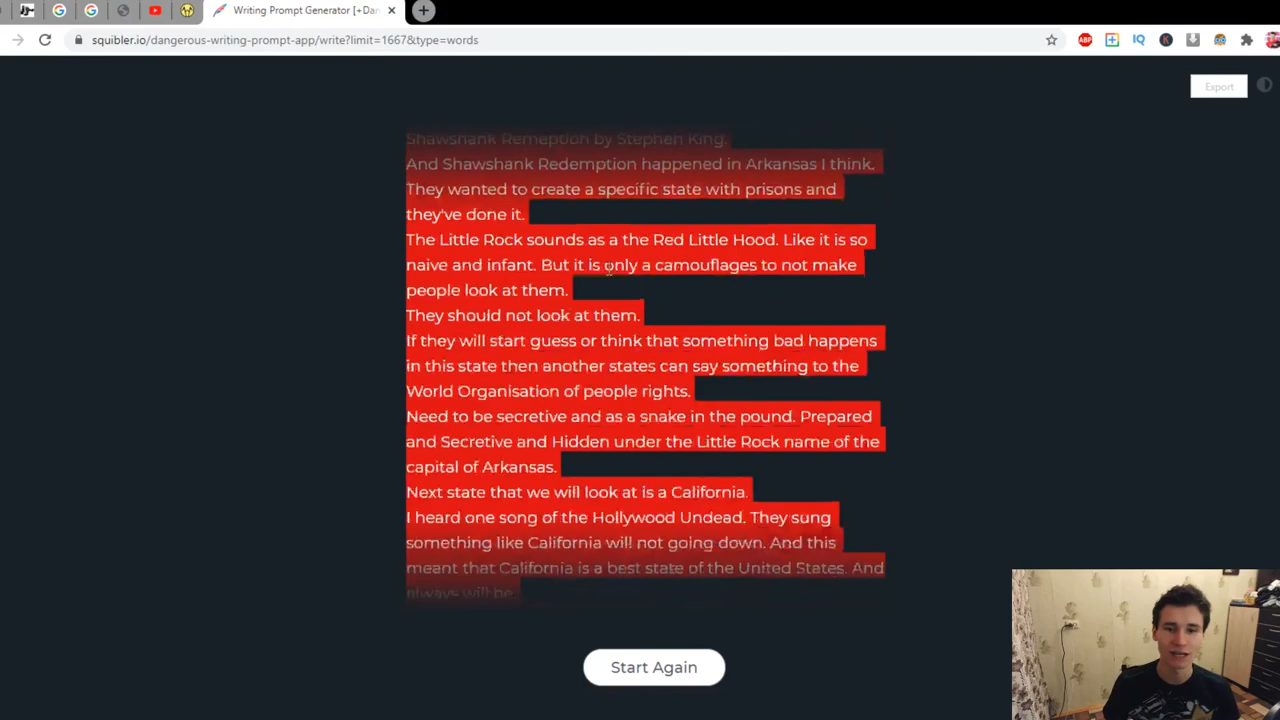 Writing Prompt Generator [+Dan
squibler.io/dangerous-writing-prompt-app/write?limit=1667&type=words
ABP
IQ
K
Export
Shawshank Remeption by Stephen King.
And Shawshank Redemption happened in Arkansas I think.
They wanted to create a specific state with prisons and
they've done it.
The Little Rock sounds as a the Red Little Hood. Like it is so
naive and infant. But it is only a camouflages to not make
people look at them.
They should not look at them.
If they will start guess or think that something bad happens
in this state then another states can say something to the
World Organisation of people rights.
Need to be secretive and as a snake in the pound. Prepared
and Secretive and Hidden under the Little Rock name of the
capital of Arkansas.
Next state that we will look at is a California.
I heard one song of the Hollywood Undead. They sung
something like California will not going down. And this
meant that California is a best state of the United States. And
always will be.
Start Again